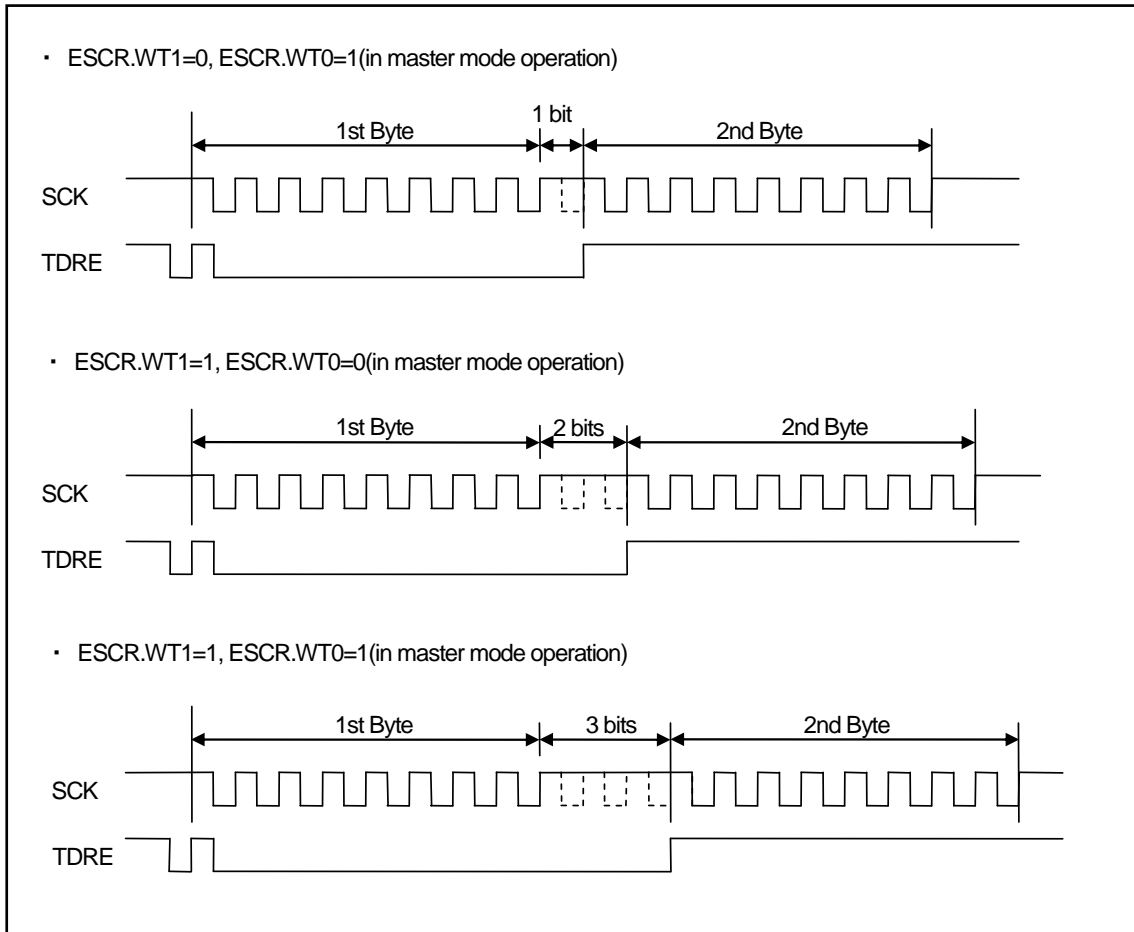 ・ ESCR.WT1=0, ESCR.WT0=1(in master mode operation)
1st Byte
1 bit
2nd Byte
SCK
TDRE
・ ESCR.WT1=1, ESCR.WT0=0(in master mode operation)
1st Byte
2 bits
2nd Byte
SCK
TDRE
・ ESCR.WT1=1, ESCR.WT0=1(in master mode operation)
1st Byte
3 bits
2nd Byte
SCK
TDRE